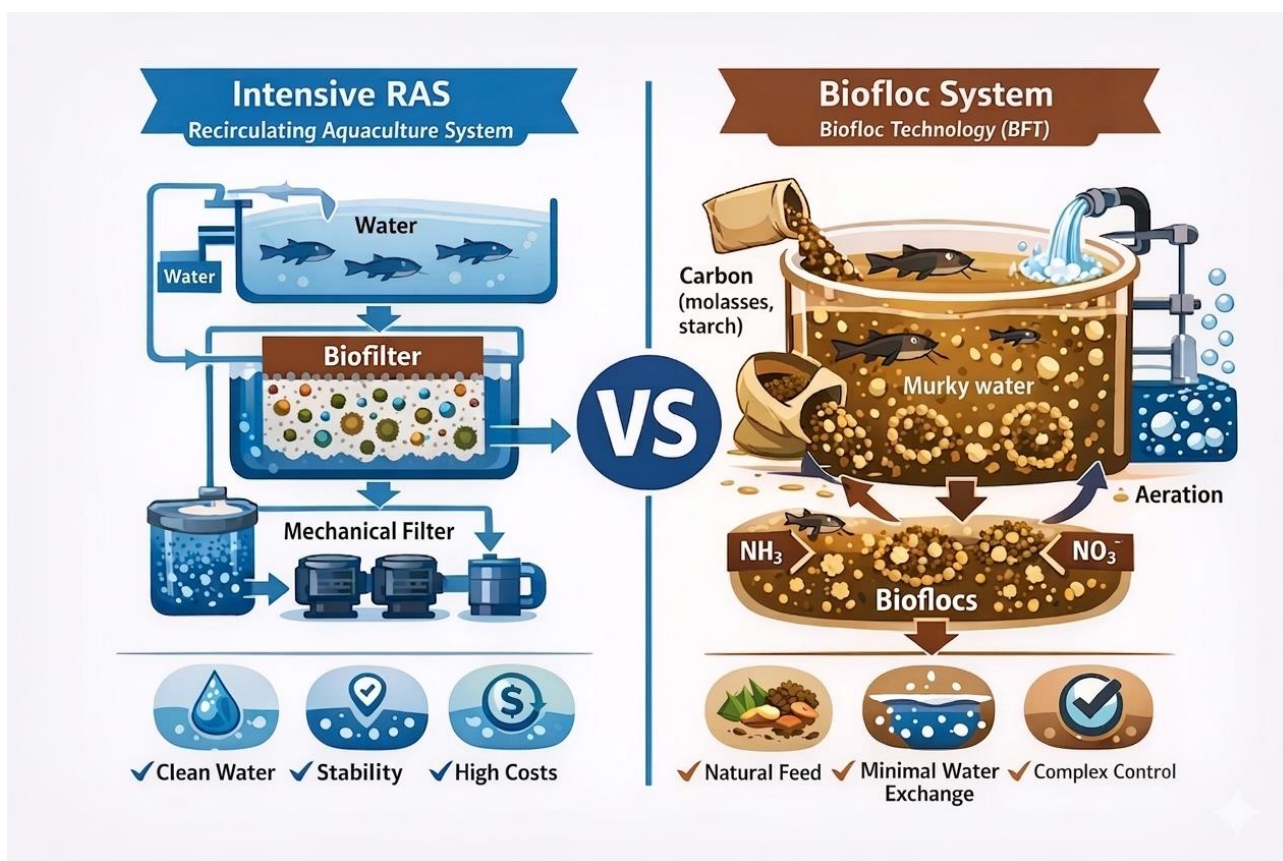 Intensive RAS
Recirculating Aquaculture System
Water
Water
Biofilter
Mechanical Filter
Clean Water
Stability
High Costs
VS
Biofloc System
Biofloc Technology (BFT)
Carbon
(molasses,
starch)
Murky water
Aeration
NH₃
NO₃⁻
Bioflocs
Natural Feed
Minimal Water
Exchange
Complex Control
$